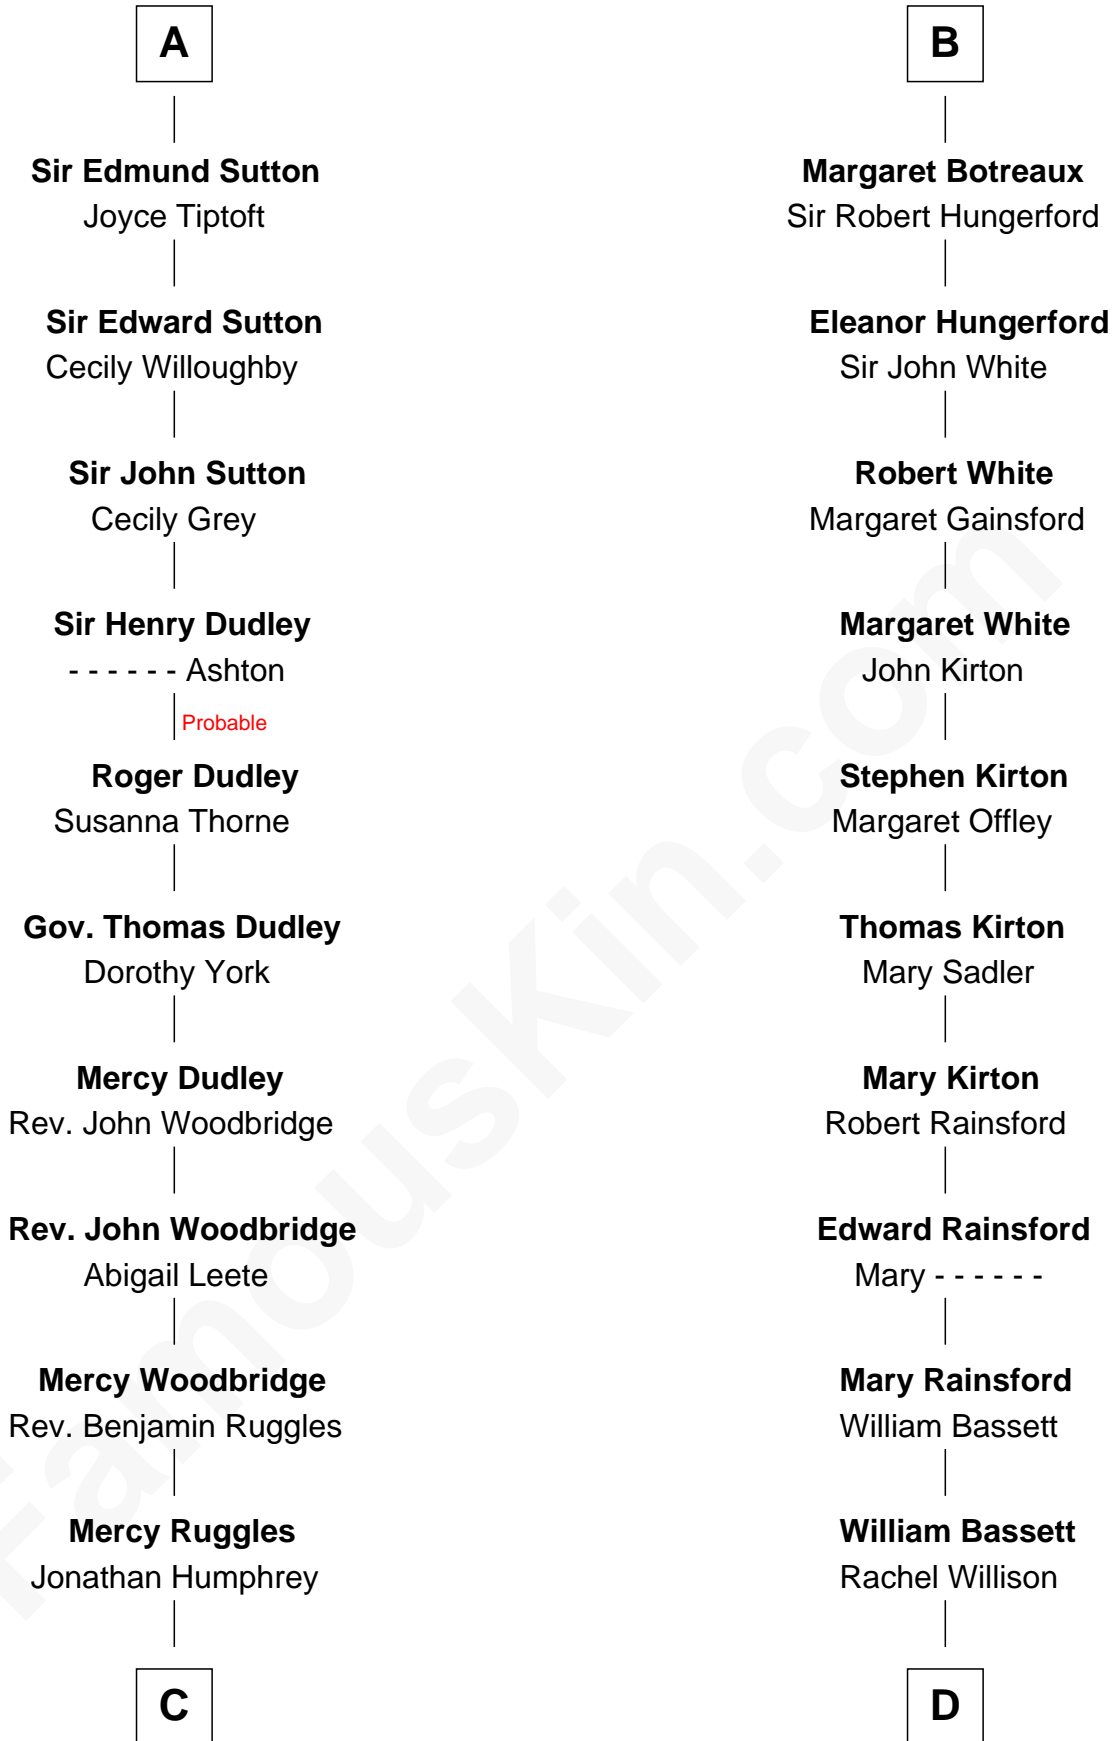 A
Sir Edmund Sutton
Joyce Tiptoft
Sir Edward Sutton
Cecily Willoughby
Sir John Sutton
Cecily Grey
Sir Henry Dudley
- - - - - - Ashton
Probable
Roger Dudley
Susanna Thorne
Gov. Thomas Dudley
Dorothy York
Mercy Dudley
Rev. John Woodbridge
Rev. John Woodbridge
Abigail Leete
Mercy Woodbridge
Rev. Benjamin Ruggles
Mercy Ruggles
Jonathan Humphrey
C
B
Margaret Botreaux
Sir Robert Hungerford
Eleanor Hungerford
Sir John White
Robert White
Margaret Gainsford
Margaret White
John Kirton
Stephen Kirton
Margaret Offley
Thomas Kirton
Mary Sadler
Mary Kirton
Robert Rainsford
Edward Rainsford
Mary - - - - - -
Mary Rainsford
William Bassett
William Bassett
Rachel Willison
D
FamousKin.com